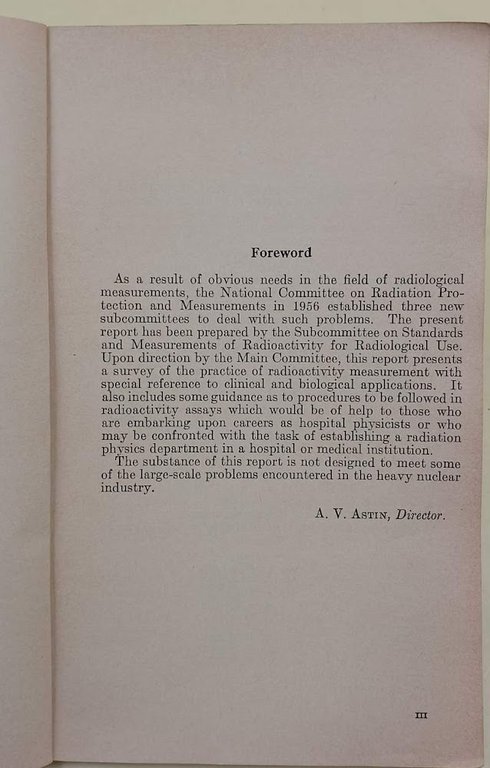 Foreword
As a result of obvious needs in the field of radiological
measurements, the National Committee on Radiation Pro-
tection and Measurements in 1956 established three new
subcommittees to deal with such problems. The present
report has been prepared by the Subcommittee on Standards
and Measurements of Radioactivity for Radiological Use.
Upon direction by the Main Committee, this report presents
a survey of the practice of radioactivity measurement with
special reference to clinical and biological applications. It
also includes some guidance as to procedures to be followed in
radioactivity assays which would be of help to those who
are embarking upon careers as hospital physicists or who
may be confronted with the task of establishing a radiation
physics department in a hospital or medical institution.
The substance of this report is not designed to meet some
of the large-scale problems encountered in the heavy nuclear
industry.
A. V. ASTIN, Director.
III